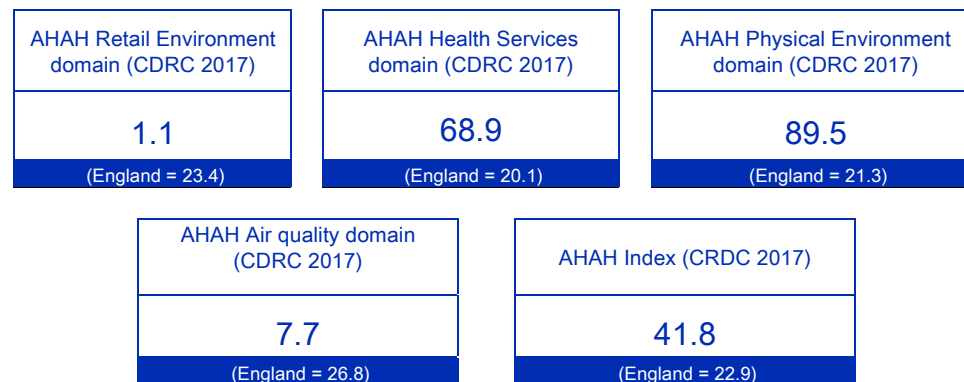 AHAH Retail Environment
domain (CDRC 2017)
1.1
(England = 23.4)
AHAH Health Services
domain (CDRC 2017)
68.9
(England = 20.1)
AHAH Physical Environment
domain (CDRC 2017)
89.5
(England = 21.3)
AHAH Air quality domain
(CDRC 2017)
7.7
(England = 26.8)
AHAH Index (CRDC 2017)
41.8
(England = 22.9)